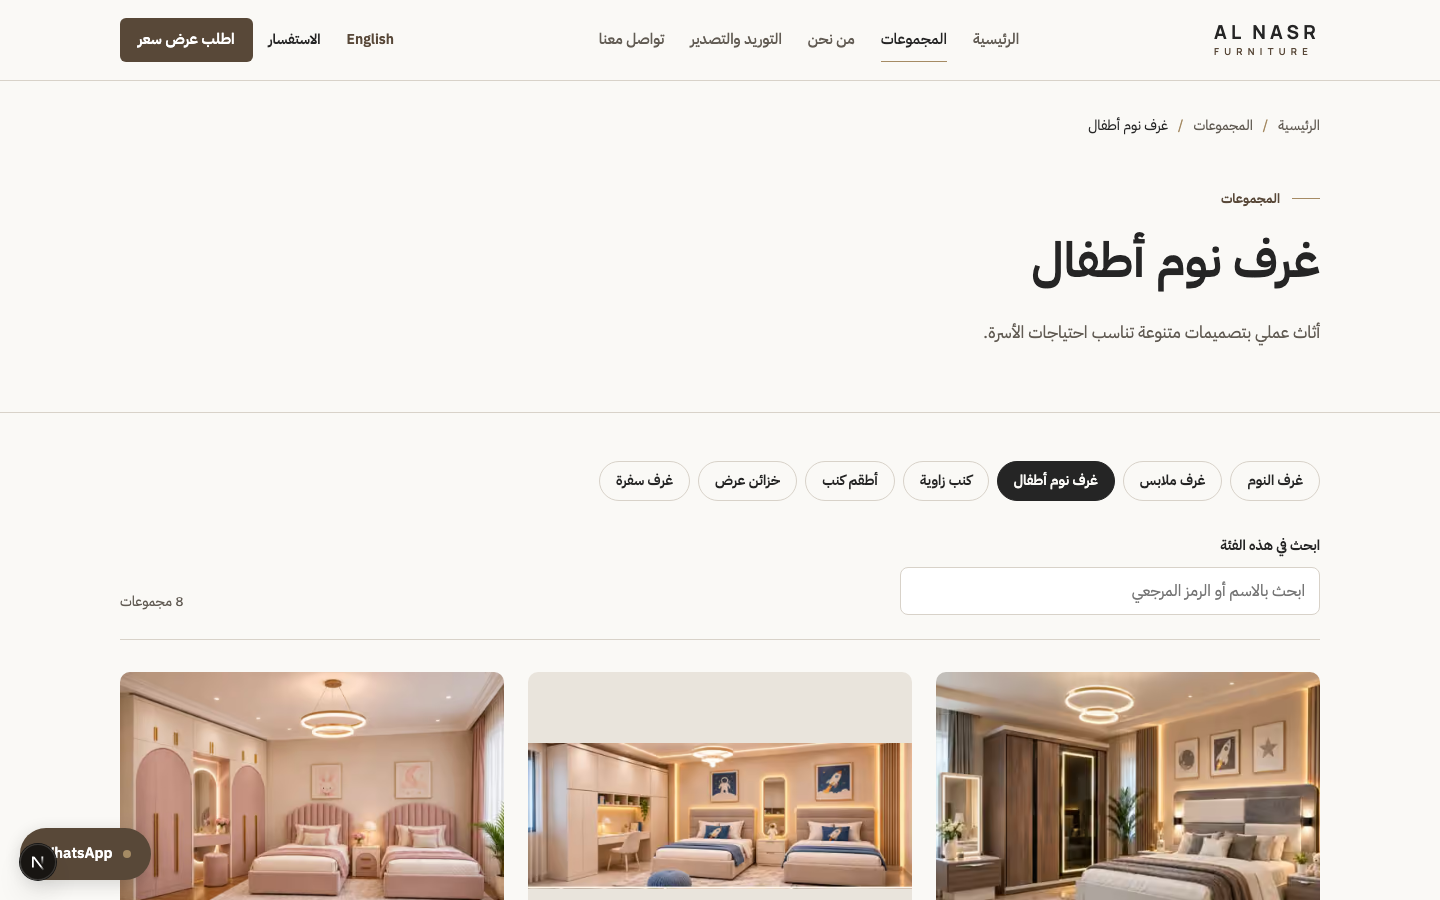 AL NASR
FURNITURE
الرئيسية
المجموعات
من نحن
التوريد والتصدير
تواصل معنا
English
الاستفسار
اطلب عرض سعر
الرئيسية / المجموعات / غرف نوم أطفال
المجموعات
غرف نوم أطفال
أثاث عملي بتصميمات متنوعة تناسب احتياجات الأسرة.
غرف النوم
غرف ملابس
غرف نوم أطفال
كنب زاوية
أطقم كنب
خزائن عرض
غرف سفرة
ابحث في هذه الفئة
ابحث بالاسم أو الرمز المرجعي
8 مجموعات
hatsApp
N